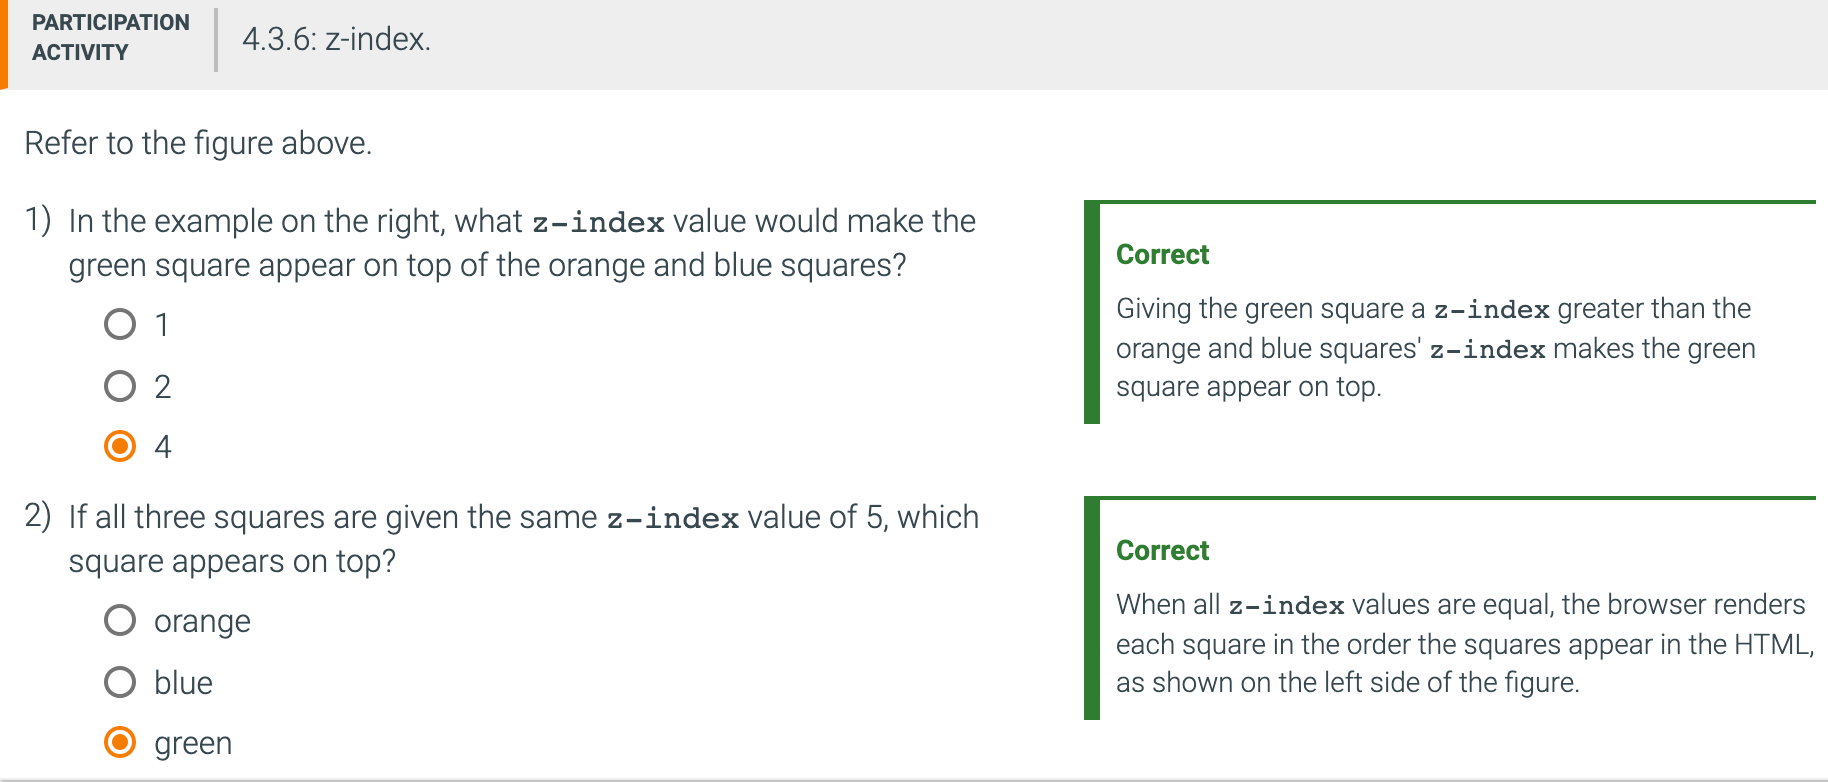 PARTICIPATION
ACTIVITY
4.3.6: z-index.
Refer to the figure above.
1) In the example on the right, what z-index value would make the
green square appear on top of the orange and blue squares?
1
2
4
Correct
Giving the green square a z-index greater than the
orange and blue squares' z-index makes the green
square appear on top.
2) If all three squares are given the same z-index value of 5, which
square appears on top?
orange
blue
green
Correct
When all z-index values are equal, the browser renders
each square in the order the squares appear in the HTML,
as shown on the left side of the figure.